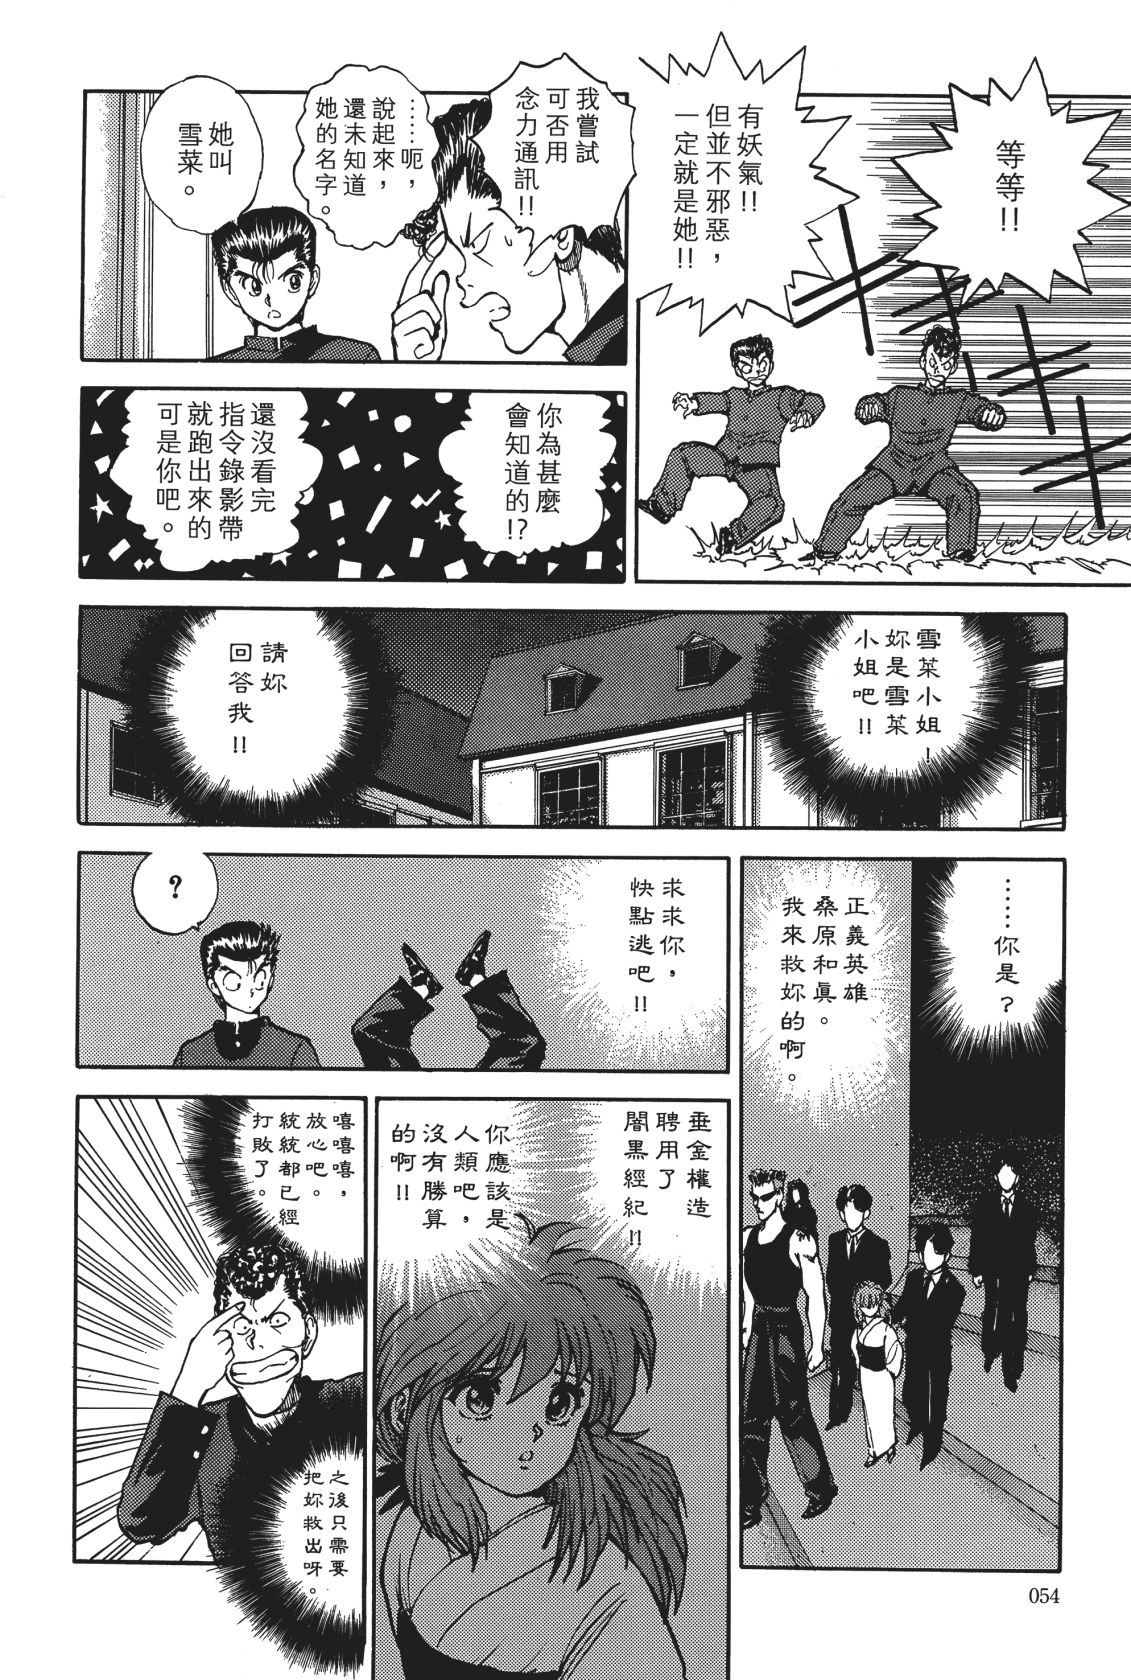 等等!!
有妖氣!!
但並不邪惡，
一定就是她!!
我嘗試
可否用
念力通訊!!
……呃，
說起來，
還未知道
她的名字。
她叫
雪菜。
你為甚麼
會知道的!?
還沒看完
指令錄影帶
就跑出來的
可是你吧。
雪菜小姐！
妳是雪菜
小姐吧!!
請妳
回答我!!
……你是？
正義英雄
桑原和眞。
我來救妳的啊。
求求你，
快點逃吧!!
?
垂金權造
聘用了
闇黑經紀!!
你應該是
人類吧，
沒有勝算
的啊!!
嘻嘻嘻，
放心吧。
統統都已經
打敗了。
之後只需要
把妳救出呀。
054